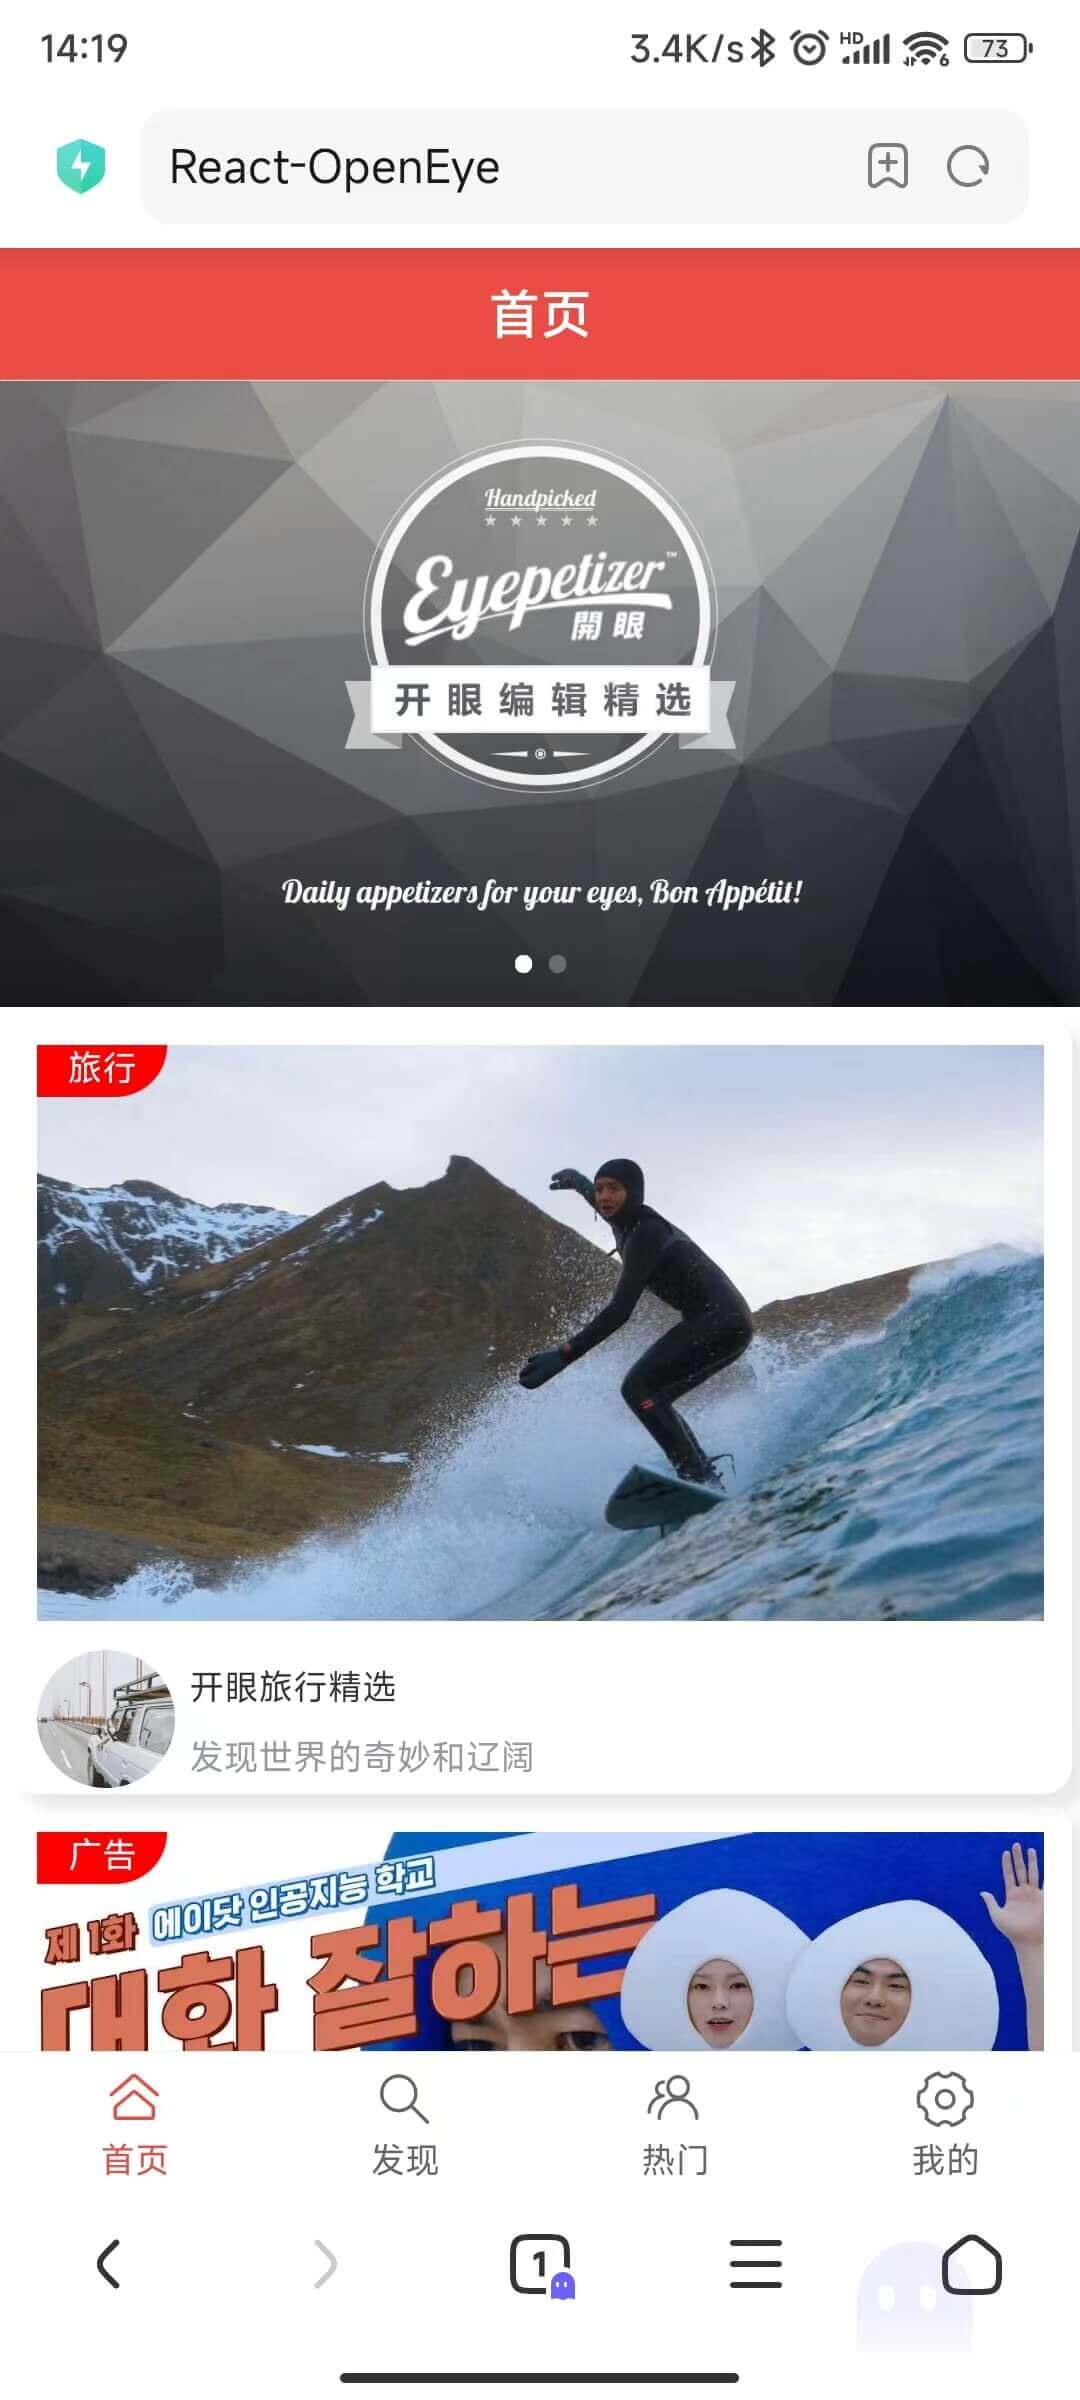 14:19
3.4K/s HD 6 73
React-OpenEye
首页
Handpicked
Eyepetizer™
開眼
开眼编辑精选
Daily appetizers for your eyes, Bon Appétit!
旅行
开眼旅行精选
发现世界的奇妙和辽阔
广告
제 1화 에이닷 인공지능 학교
대화 잘하는
首页 发现 热门 我的
1